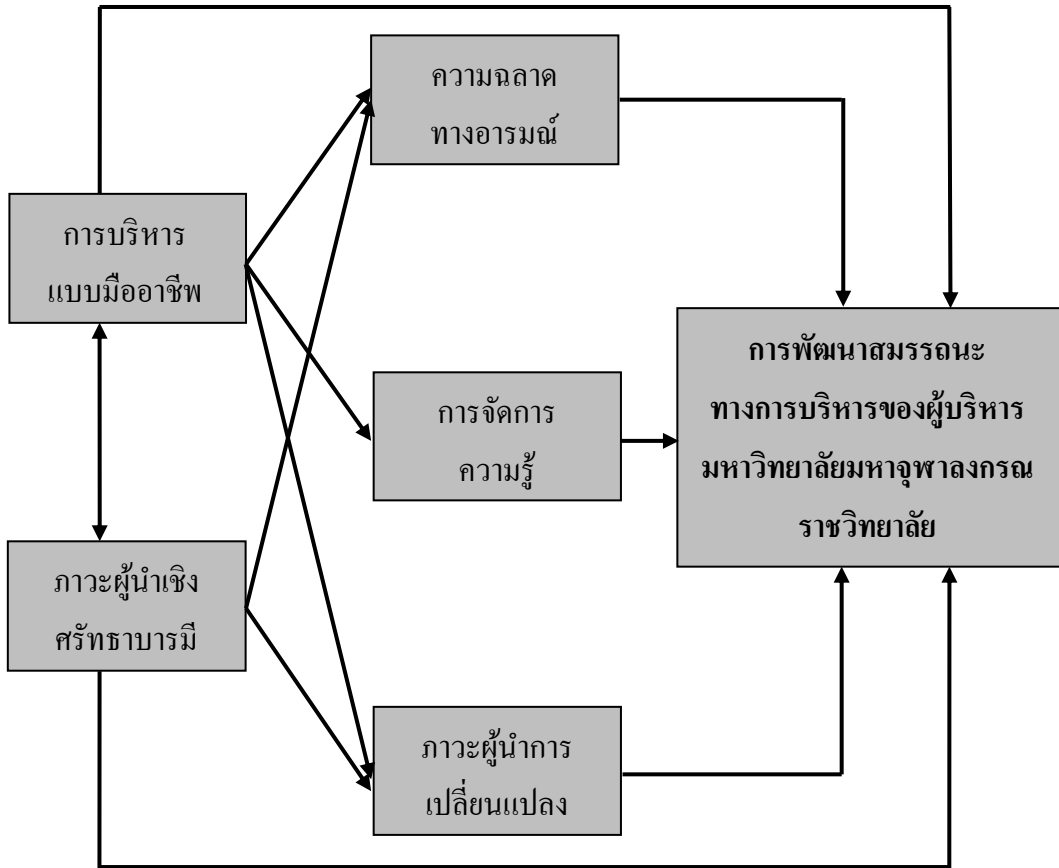 ความฉลาด
ทางอารมณ์
การบริหาร
แบบมืออาชีพ
การจัดการ
ความรู้
การพัฒนาสมรรถนะ
ทางการบริหารของผู้บริหาร
มหาวิทยาลัยมหาจุฬาลงกรณ
ราชวิทยาลัย
ภาวะผู้นำเชิง
ศรัทธาบารมี
ภาวะผู้นำการ
เปลี่ยนแปลง